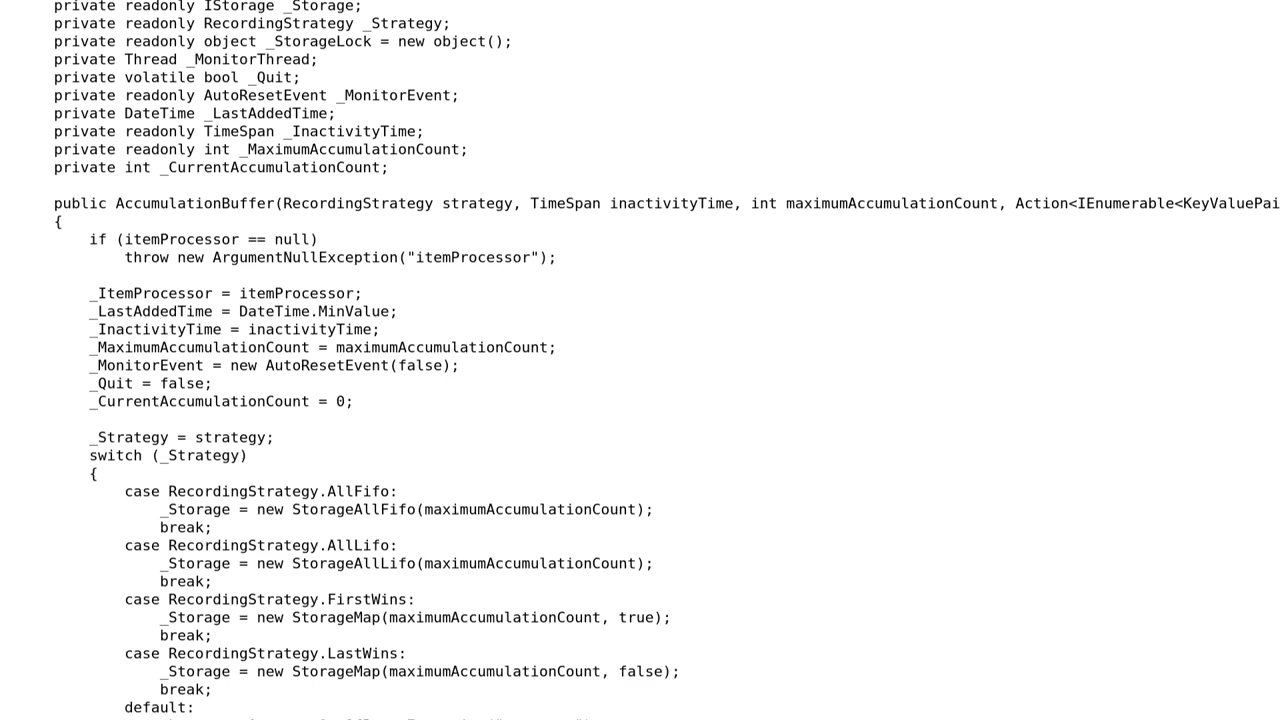 private readonly IStorage _Storage;
private readonly RecordingStrategy _Strategy;
private readonly object _StorageLock = new object();
private Thread _MonitorThread;
private volatile bool _Quit;
private readonly AutoResetEvent _MonitorEvent;
private DateTime _LastAddedTime;
private readonly TimeSpan _InactivityTime;
private readonly int _MaximumAccumulationCount;
private int _CurrentAccumulationCount;

public AccumulationBuffer(RecordingStrategy strategy, TimeSpan inactivityTime, int maximumAccumulationCount, Action<IEnumerable<KeyValuePai
{
    if (itemProcessor == null)
        throw new ArgumentNullException("itemProcessor");

    _ItemProcessor = itemProcessor;
    _LastAddedTime = DateTime.MinValue;
    _InactivityTime = inactivityTime;
    _MaximumAccumulationCount = maximumAccumulationCount;
    _MonitorEvent = new AutoResetEvent(false);
    _Quit = false;
    _CurrentAccumulationCount = 0;

    _Strategy = strategy;
    switch (_Strategy)
    {
        case RecordingStrategy.AllFifo:
            _Storage = new StorageAllFifo(maximumAccumulationCount);
            break;
        case RecordingStrategy.AllLifo:
            _Storage = new StorageAllLifo(maximumAccumulationCount);
            break;
        case RecordingStrategy.FirstWins:
            _Storage = new StorageMap(maximumAccumulationCount, true);
            break;
        case RecordingStrategy.LastWins:
            _Storage = new StorageMap(maximumAccumulationCount, false);
            break;
        default: